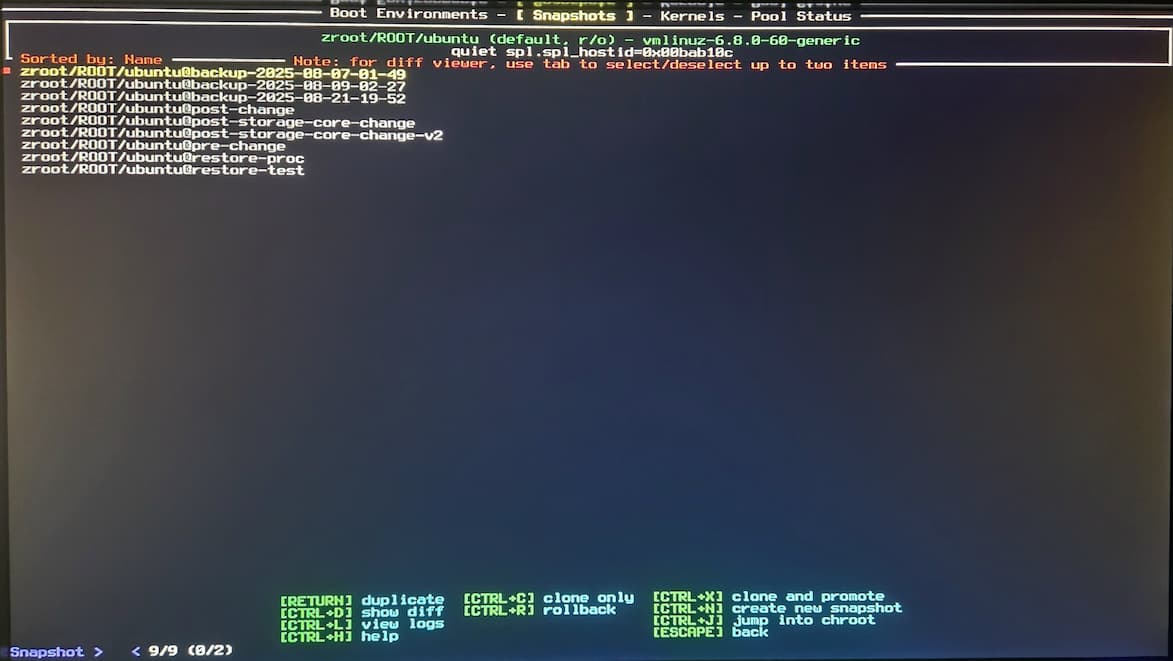 Boot Environments - [ Snapshots ] - Kernels - Pool Status
zroot/ROOT/ubuntu (default, r/o) - vmlinuz-6.8.0-60-generic
quiet spl.spl_hostid=0x00bab10c
Sorted by: Name
Note: for diff viewer, use tab to select/deselect up to two items
zroot/ROOT/ubuntu@backup-2025-08-07-01-49
zroot/ROOT/ubuntu@backup-2025-08-09-02-27
zroot/ROOT/ubuntu@backup-2025-08-21-19-52
zroot/ROOT/ubuntu@post-change
zroot/ROOT/ubuntu@post-storage-core-change
zroot/ROOT/ubuntu@post-storage-core-change-v2
zroot/ROOT/ubuntu@pre-change
zroot/ROOT/ubuntu@restore-proc
zroot/ROOT/ubuntu@restore-test
[RETURN] duplicate [CTRL+C] clone only [CTRL+X] clone and promote
[CTRL+D] show diff [CTRL+R] rollback [CTRL+N] create new snapshot
[CTRL+L] view logs [CTRL+J] jump into chroot
[CTRL+H] help [ESCAPE] back
Snapshot > < 9/9 (0/2)